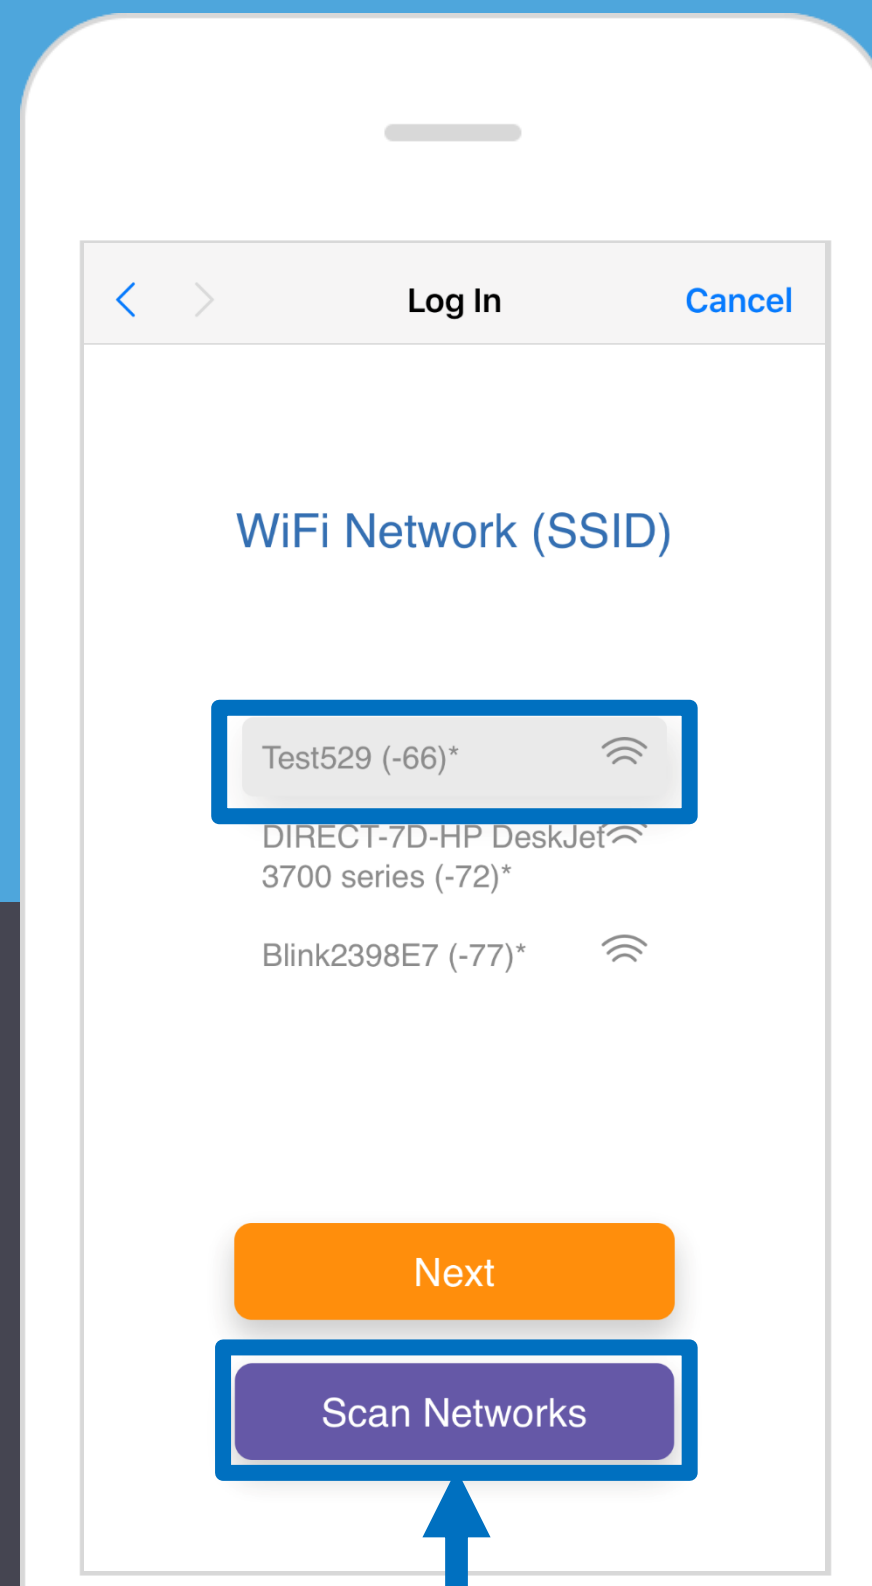 Log In
Cancel
WiFi Network (SSID)
Test529 (-66)*
DIRECT-7D-HP DeskJet
3700 series (-72)*
Blink2398E7 (-77)*
Next
Scan Networks